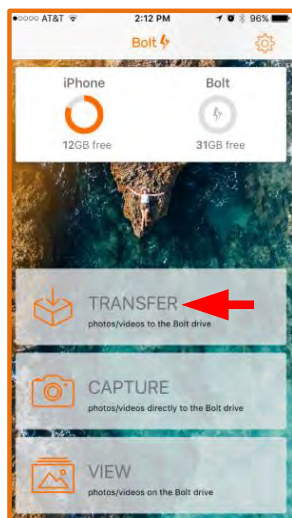 AT&T 2:12 PM 96%
Bolt
iPhone Bolt
12GB free 31GB free
TRANSFER
photos/videos to the Bolt drive
CAPTURE
photos/videos directly to the Bolt drive
VIEW
photos/videos on the Bolt drive